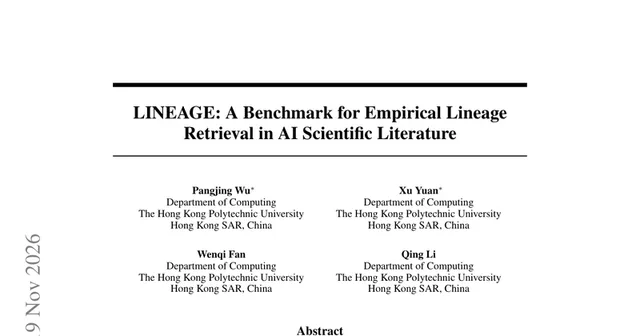 LINEAGE: A Benchmark for Empirical Lineage
Retrieval in AI Scientific Literature
Pangjing Wu*
Department of Computing
The Hong Kong Polytechnic University
Hong Kong SAR, China
Xu Yuan*
Department of Computing
The Hong Kong Polytechnic University
Hong Kong SAR, China
Wenqi Fan
Department of Computing
The Hong Kong Polytechnic University
Hong Kong SAR, China
Qing Li
Department of Computing
The Hong Kong Polytechnic University
Hong Kong SAR, China
9 Nov 2026
Abstract